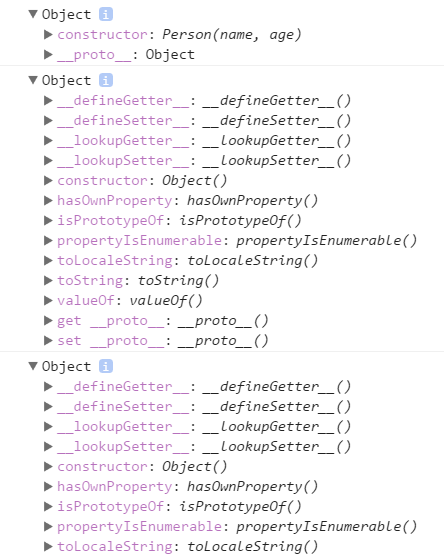 Object i
constructor: Person(name, age)
__proto__: Object
Object i
__defineGetter__: __defineGetter__()
__defineSetter__: __defineSetter__()
__lookupGetter__: __lookupGetter__()
__lookupSetter__: __lookupSetter__()
constructor: Object()
hasOwnProperty: hasOwnProperty()
isPrototypeOf: isPrototypeOf()
propertyIsEnumerable: propertyIsEnumerable()
toLocaleString: toLocaleString()
toString: toString()
valueOf: valueOf()
get __proto__: __proto__()
set __proto__: __proto__()
Object i
__defineGetter__: __defineGetter__()
__defineSetter__: __defineSetter__()
__lookupGetter__: __lookupGetter__()
__lookupSetter__: __lookupSetter__()
constructor: Object()
hasOwnProperty: hasOwnProperty()
isPrototypeOf: isPrototypeOf()
propertyIsEnumerable: propertyIsEnumerable()
toLocaleString: toLocaleString()